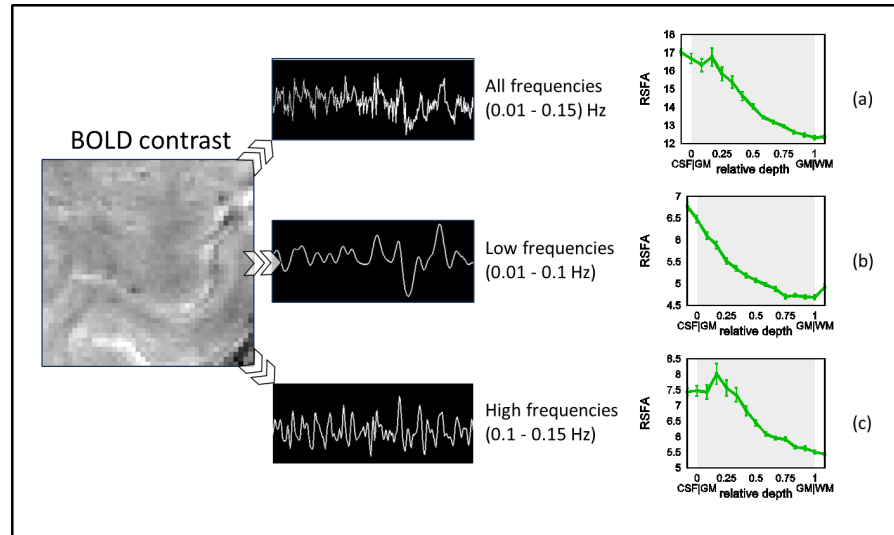 BOLD contrast
All frequencies
(0.01 - 0.15) Hz
18
17
16
15
14
13
12
RSFA
0 0.25 0.5 0.75 1
CSF|GM relative depth GM|WM
(a)
Low frequencies
(0.01 - 0.1 Hz)
7
6.5
6
5.5
5
4.5
RSFA
0 0.25 0.5 0.75 1
CSF|GM relative depth GM|WM
(b)
High frequencies
(0.1 - 0.15 Hz)
8.5
8
7.5
7
6.5
6
5.5
5
RSFA
0 0.25 0.5 0.75 1
CSF|GM relative depth GM|WM
(c)